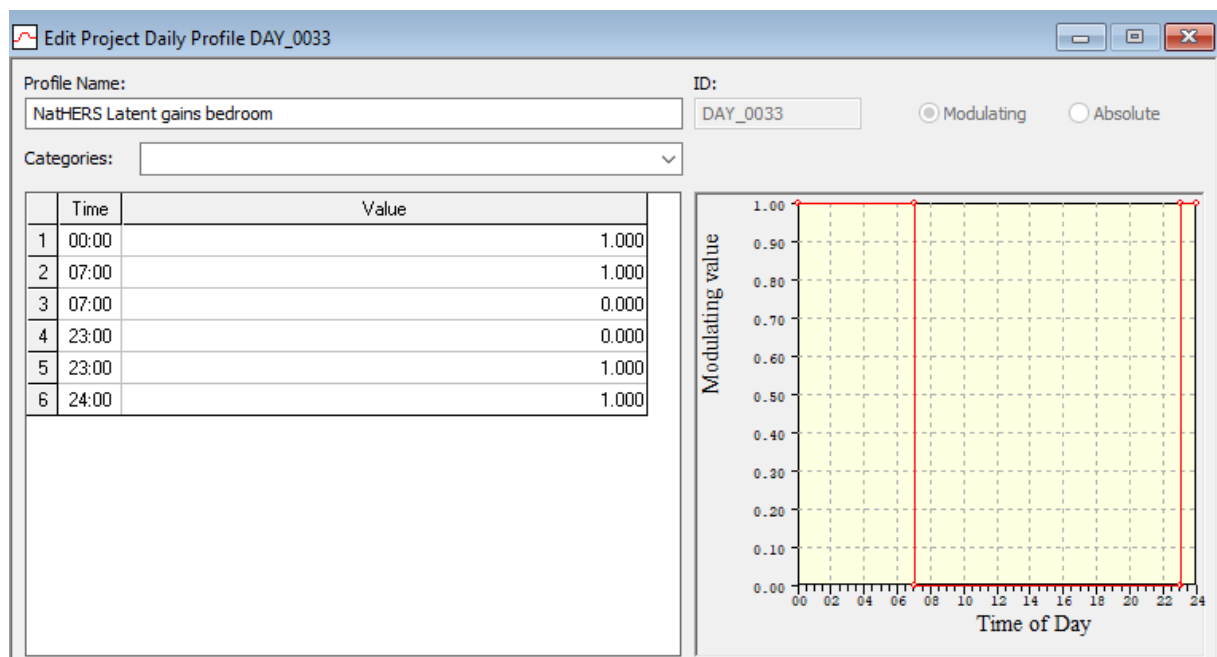 Edit Project Daily Profile DAY_0033
Profile Name:
ID:
NatHERS Latent gains bedroom
DAY_0033
Modulating
Absolute
Categories:
Time Value
1 00:00 1.000
2 07:00 1.000
3 07:00 0.000
4 23:00 0.000
5 23:00 1.000
6 24:00 1.000
Modulating value
1.00
0.90
0.80
0.70
0.60
0.50
0.40
0.30
0.20
0.10
0.00
00 02 04 06 08 10 12 14 16 18 20 22 24
Time of Day